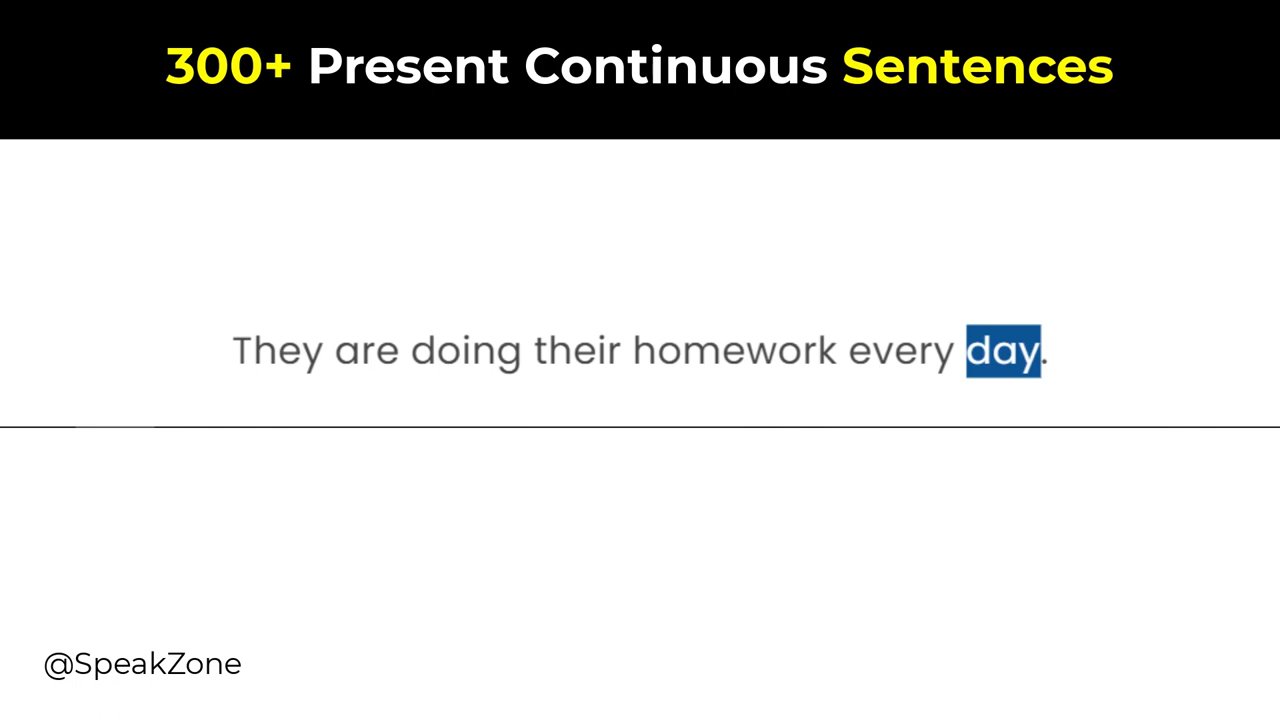 300+ Present Continuous Sentences
They are doing their homework every day.
@SpeakZone